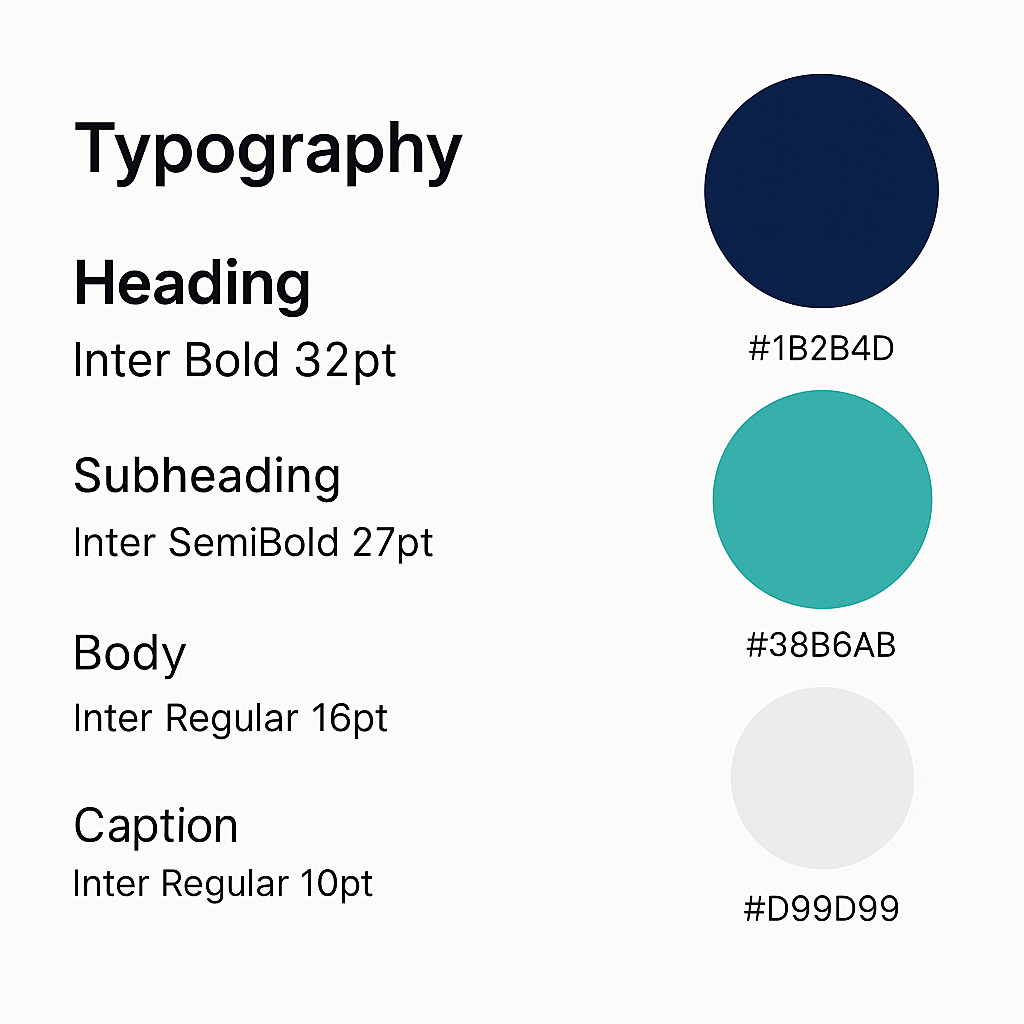 Typography
Heading
Inter Bold 32pt
Subheading
Inter SemiBold 27pt
Body
Inter Regular 16pt
Caption
Inter Regular 10pt
#1B2B4D
#38B6AB
#D99D99